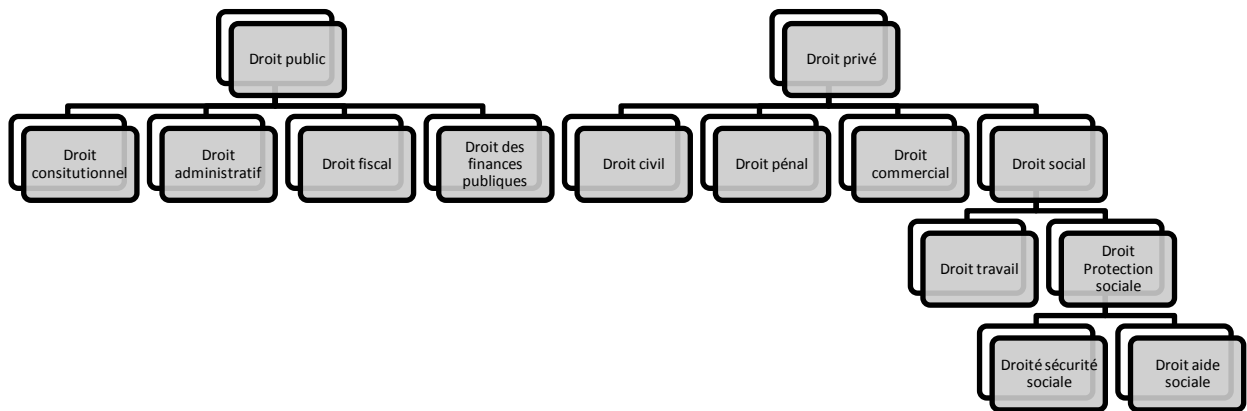 Droit public
Droit privé
Droit
consitutionnel
Droit
administratif
Droit fiscal
Droit des
finances
publiques
Droit civil
Droit pénal
Droit
commercial
Droit social
Droit travail
Droit
Protection
sociale
Droité sécurité
sociale
Droit aide
sociale